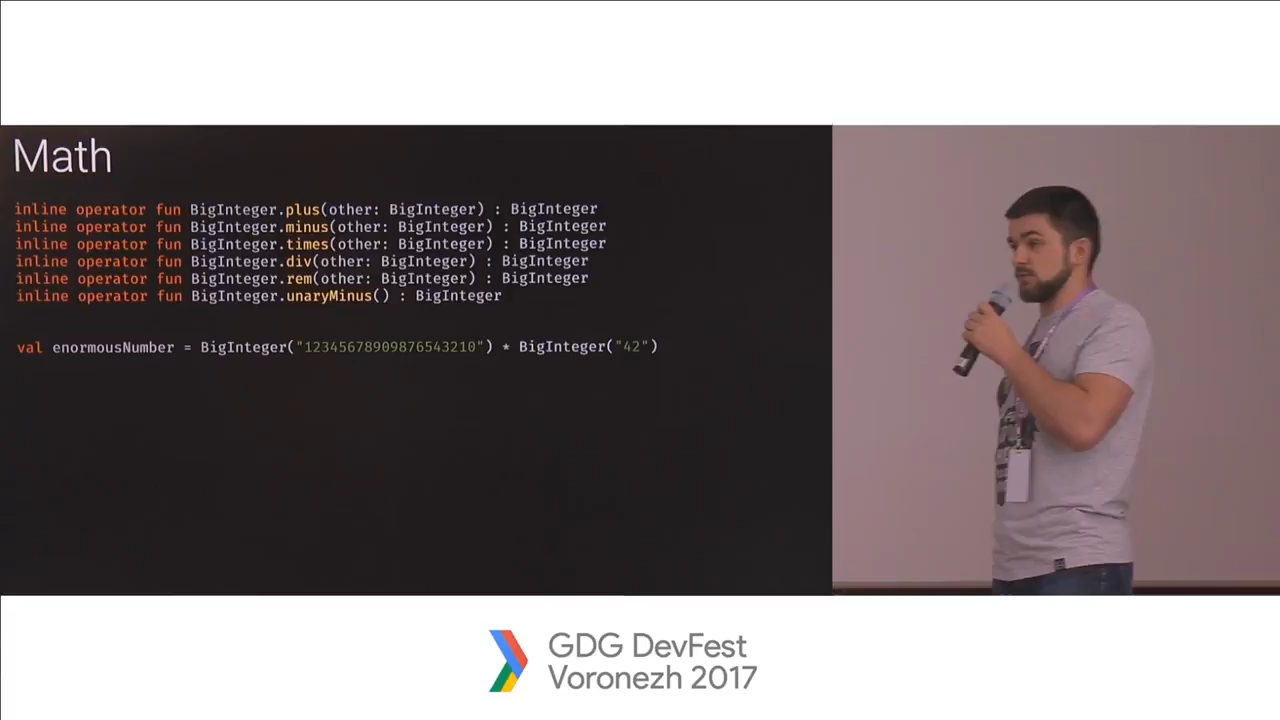 Math
inline operator fun BigInteger.plus(other: BigInteger) : BigInteger
inline operator fun BigInteger.minus(other: BigInteger) : BigInteger
inline operator fun BigInteger.times(other: BigInteger) : BigInteger
inline operator fun BigInteger.div(other: BigInteger) : BigInteger
inline operator fun BigInteger.rem(other: BigInteger) : BigInteger
inline operator fun BigInteger.unaryMinus() : BigInteger
val enormousNumber = BigInteger("12345678909876543210") * BigInteger("42")
GDG DevFest
Voronezh 2017